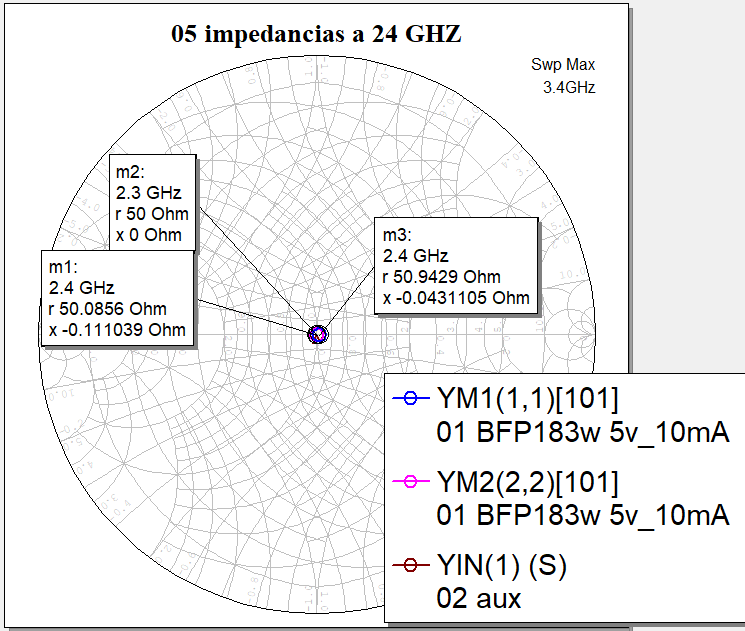 05 impedancias a 24 GHZ
Swp Max
3.4GHz
m2:
2.3 GHz
r 50 Ohm
x 0 Ohm
m1:
2.4 GHz
r 50.0856 Ohm
x -0.111039 Ohm
m3:
2.4 GHz
r 50.9429 Ohm
x -0.0431105 Ohm
YM1(1,1)[101]
01 BFP183w 5v_10mA
YM2(2,2)[101]
01 BFP183w 5v_10mA
YIN(1) (S)
02 aux